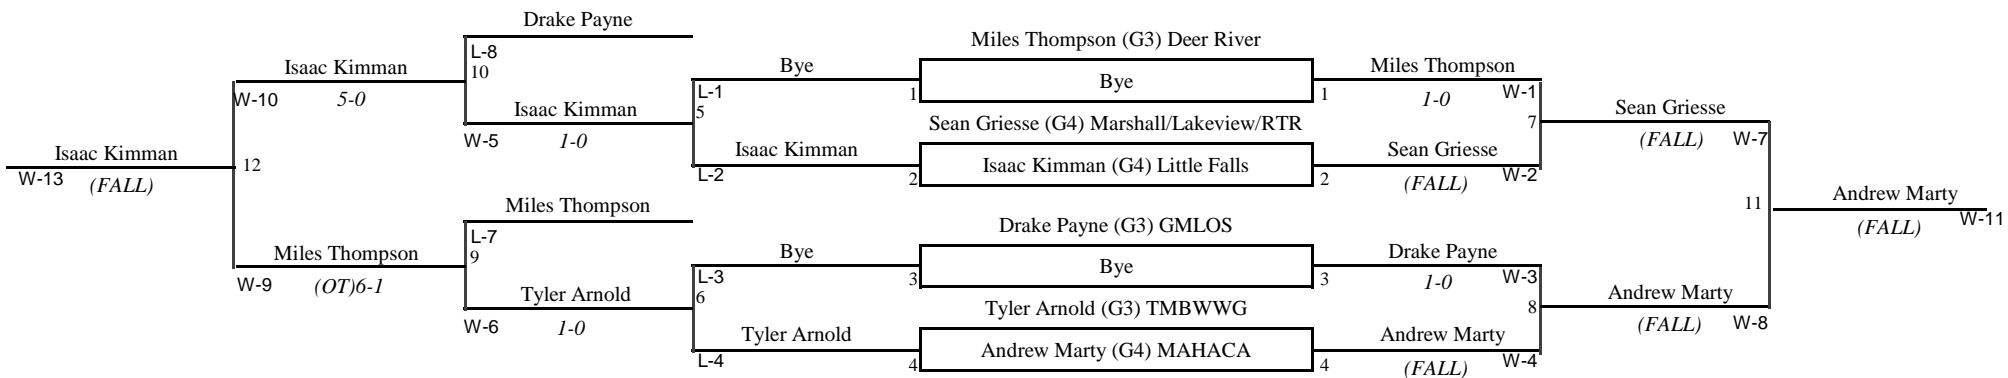 Drake Payne
L-8
10
Miles Thompson (G3) Deer River
Isaac Kimman
Bye
Bye
Miles Thompson
W-10
5-0
L-1
1
1
1-0
W-1
Isaac Kimman
5
Sean Griesse (G4) Marshall/Lakeview/RTR
7
Sean Griesse
W-5
1-0
(FALL)
W-7
Isaac Kimman
Isaac Kimman
Isaac Kimman (G4) Little Falls
Sean Griesse
12
W-13
(FALL)
L-2
2
2
(FALL)
W-2
Andrew Marty
Miles Thompson
11
W-11
Drake Payne (G3) GMLOS
(FALL)
L-7
Miles Thompson
9
Bye
Bye
Drake Payne
W-9
(OT)6-1
L-3
3
3
1-0
W-3
Tyler Arnold
6
Tyler Arnold (G3) TMBWWG
8
Andrew Marty
W-6
1-0
(FALL)
W-8
Tyler Arnold
Andrew Marty (G4) MAHACA
Andrew Marty
L-4
4
4
(FALL)
W-4